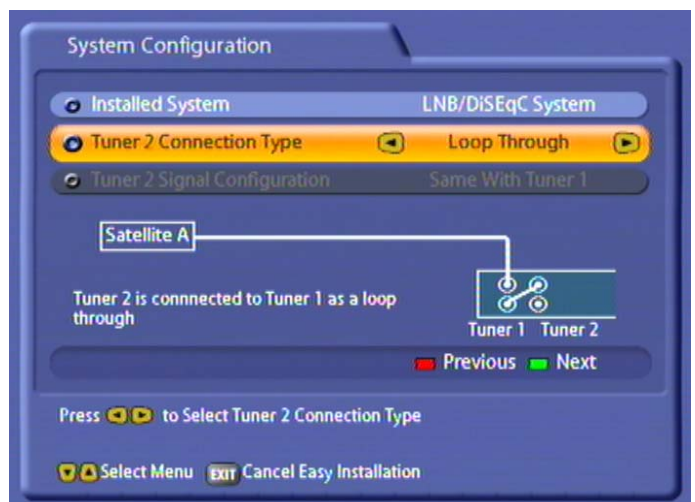 System Configuration
Installed System LNB/DiSEqC System
Tuner 2 Connection Type Loop Through
Tuner 2 Signal Configuration Same With Tuner 1
Satellite A
Tuner 2 is connnected to Tuner 1 as a loop
through
Tuner 1 Tuner 2
Previous Next
Press to Select Tuner 2 Connection Type
Select Menu EXIT Cancel Easy Installation